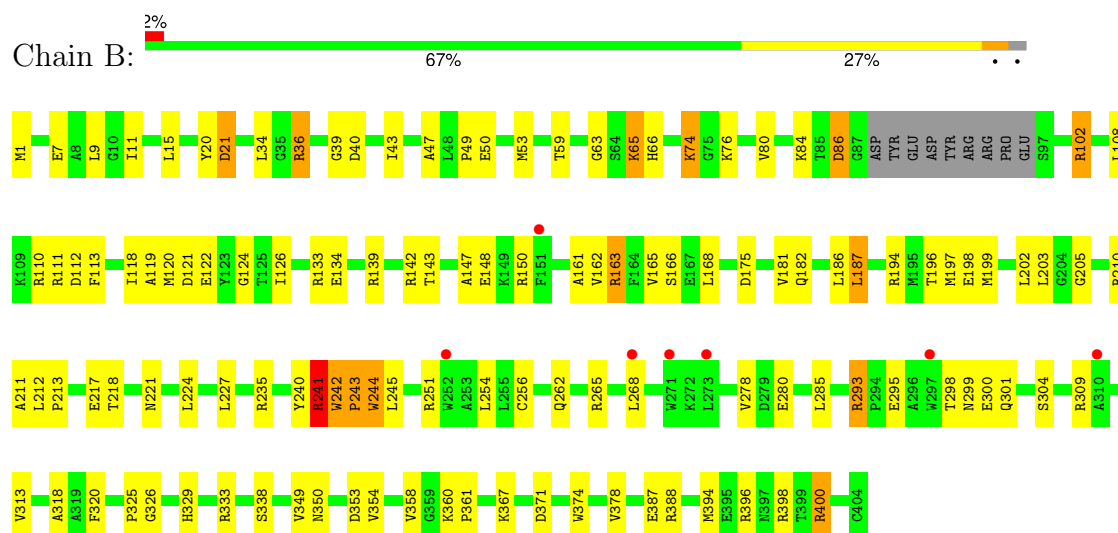 2%
Chain B:
67% 27% • •
M1 E7 A8 L9 G10 I11 L15 Y20 D21 L34 G35 R36 G39 D40 I43 A47 L48 P49 E50 M53 T59 G63 S64 K65 H66 K74 G75 K76 V80 K84 T85 D86 G87 ASP TYR GLU ASP TYR ARG ARG PRO GLU S97 R102 L108
K109 R110 R111 D112 F113 I118 A119 M120 D121 E122 Y123 G124 T125 I126 R133 E134 R139 R142 T143 A147 E148 K149 R150 F151 A161 V162 R163 F164 V165 S166 E167 L168 D175 V181 Q182 L186 L187 R194 M195 T196 M197 E198 M199 L202 L203 G204 G205
A211 L212 P213 E217 T218 N221 L224 L227 R235 Y240 R241 W242 P243 W244 L245 R251 W252 A253 L254 L255 C256 Q262 R265 L268 W271 K272 L273 V278 D279 E280 L285 R293 P294 E295 A296 W297 T298 N299 E300 Q301 S304 R309 A310
V313 A318 A319 F320 P325 G326 H329 R333 S338 V349 N350 D353 V354 V358 G359 K360 P361 K367 D371 W374 V378 E387 R388 M394 E395 R396 N397 R398 T399 R400 C404